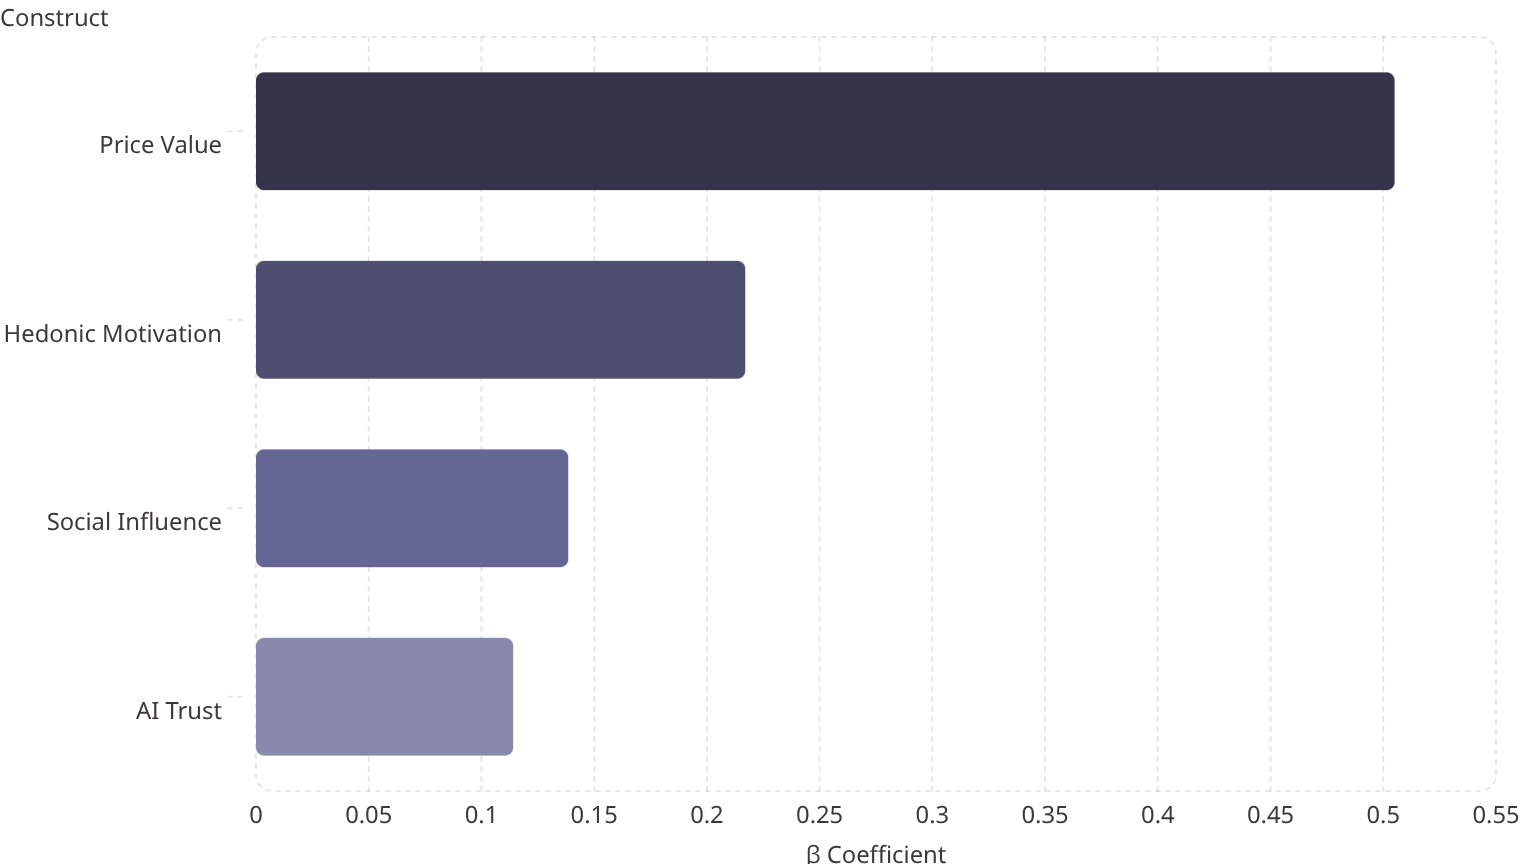 Construct
Price Value
Hedonic Motivation
Social Influence
AI Trust
0 0.05 0.1 0.15 0.2 0.25 0.3 0.35 0.4 0.45 0.5 0.55
β Coefficient